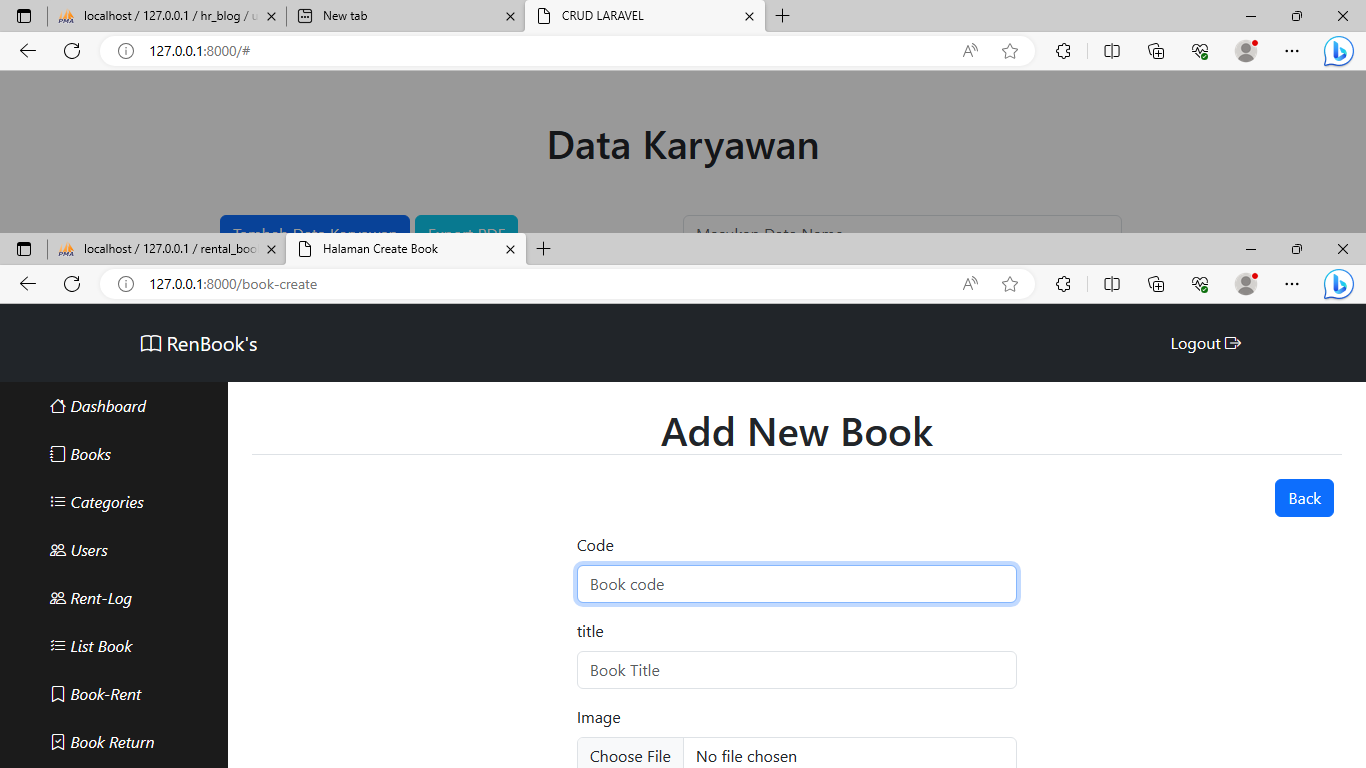 localhost / 127.0.0.1 / hr_blog / u
New tab
CRUD LARAVEL
127.0.0.1:8000/#
Data Karyawan
Tambah Data Karyawan
Export PDF
Masukan Data Name
localhost / 127.0.0.1 / rental_boo
Halaman Create Book
127.0.0.1:8000/book-create
RenBook's
Logout
Dashboard
Books
Categories
Users
Rent-Log
List Book
Book-Rent
Book Return
Add New Book
Back
Code
Book code
title
Book Title
Image
Choose File No file chosen